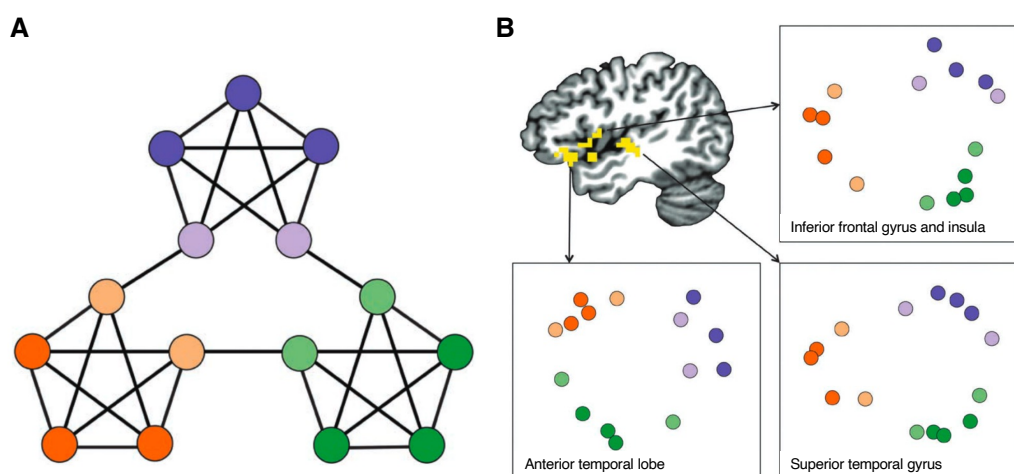 A
B
Inferior frontal gyrus and insula
Anterior temporal lobe
Superior temporal gyrus